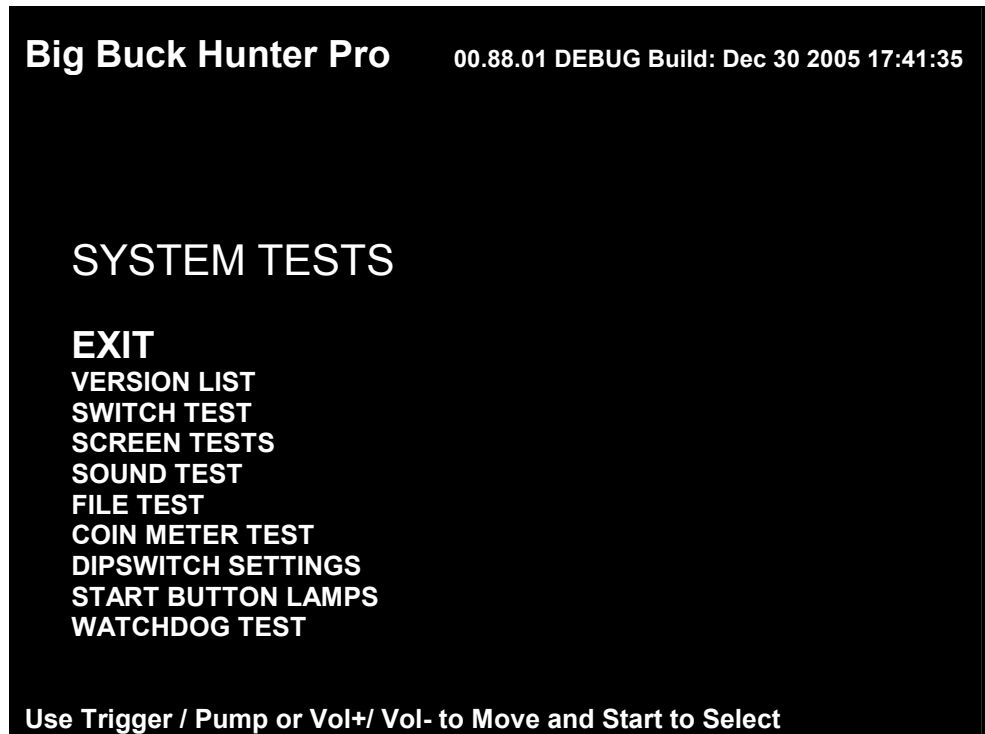 Big Buck Hunter Pro 00.88.01 DEBUG Build: Dec 30 2005 17:41:35
SYSTEM TESTS
EXIT
VERSION LIST
SWITCH TEST
SCREEN TESTS
SOUND TEST
FILE TEST
COIN METER TEST
DIPSWITCH SETTINGS
START BUTTON LAMPS
WATCHDOG TEST
Use Trigger / Pump or Vol+/ Vol- to Move and Start to Select